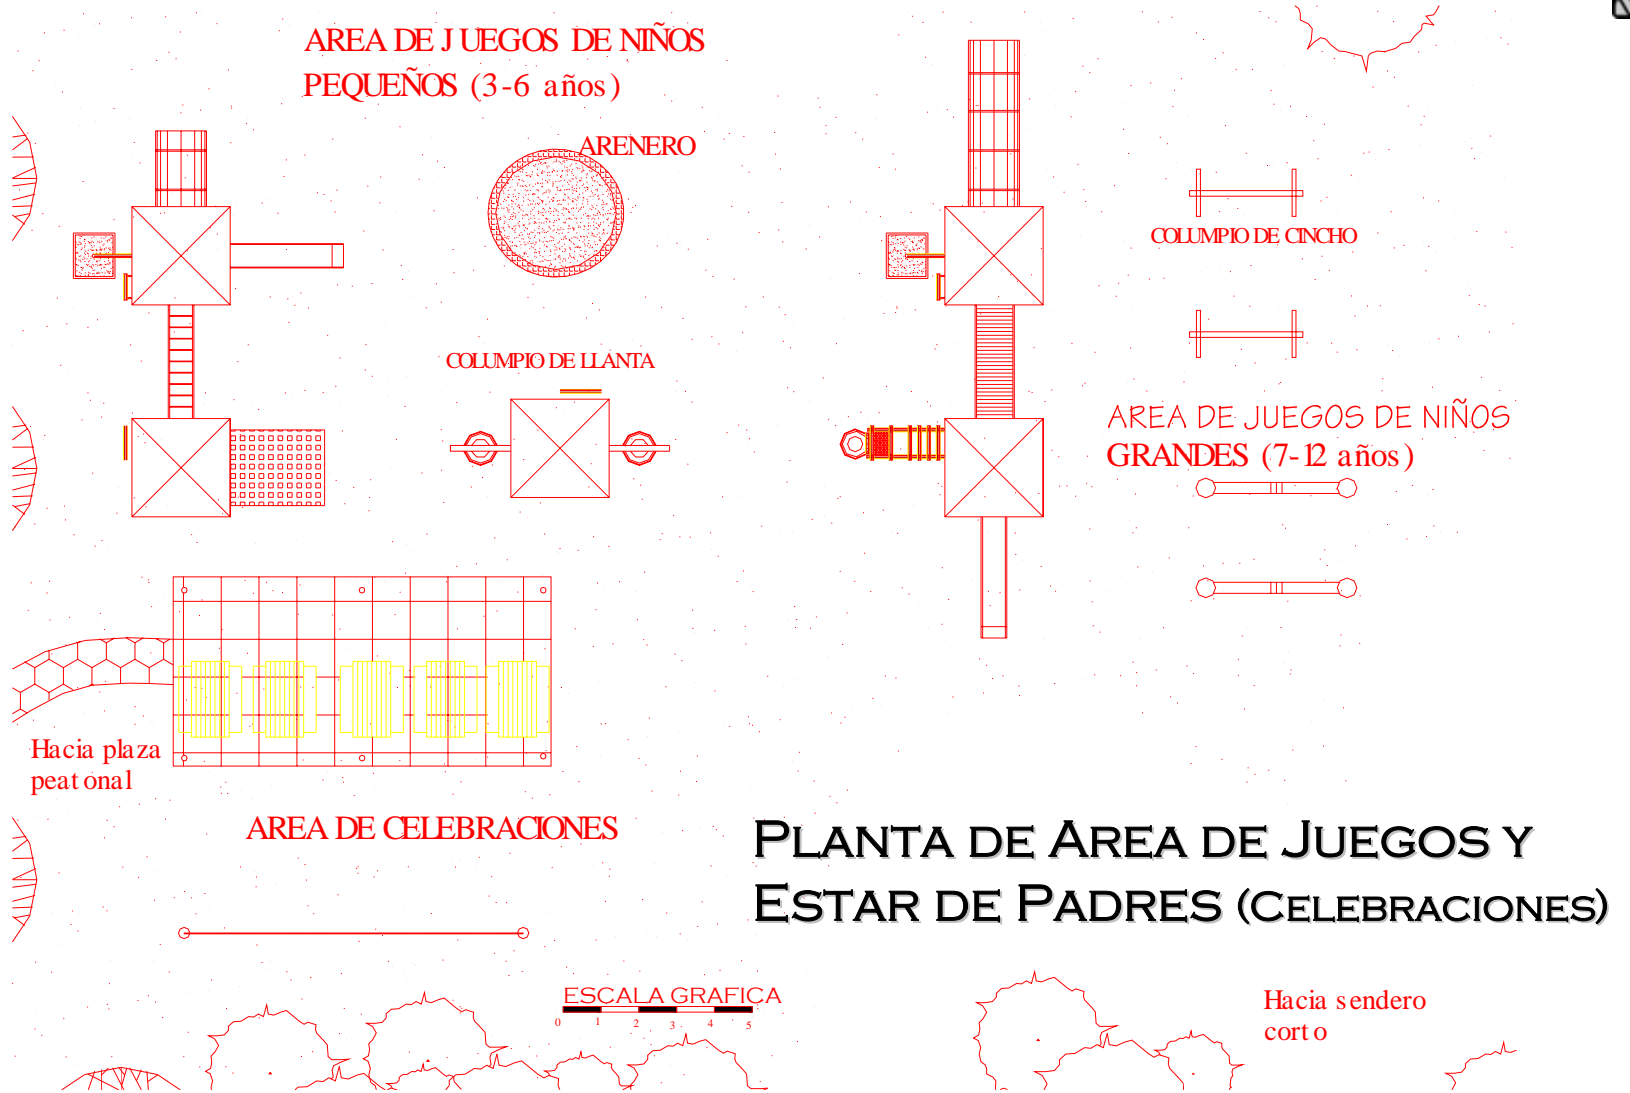 AREA DE JUEGOS DE NIÑOS
PEQUEÑOS (3-6 años)
ARENERO
COLUMPIO DE CINCHO
COLUMPIO DE LLANTA
AREA DE JUEGOS DE NIÑOS
GRANDES (7-12 años)
Hacia plaza
peatonal
AREA DE CELEBRACIONES
PLANTA DE AREA DE JUEGOS Y
ESTAR DE PADRES (CELEBRACIONES)
ESCALA GRAFICA
0 1 2 3 4 5
Hacia sendero
corto